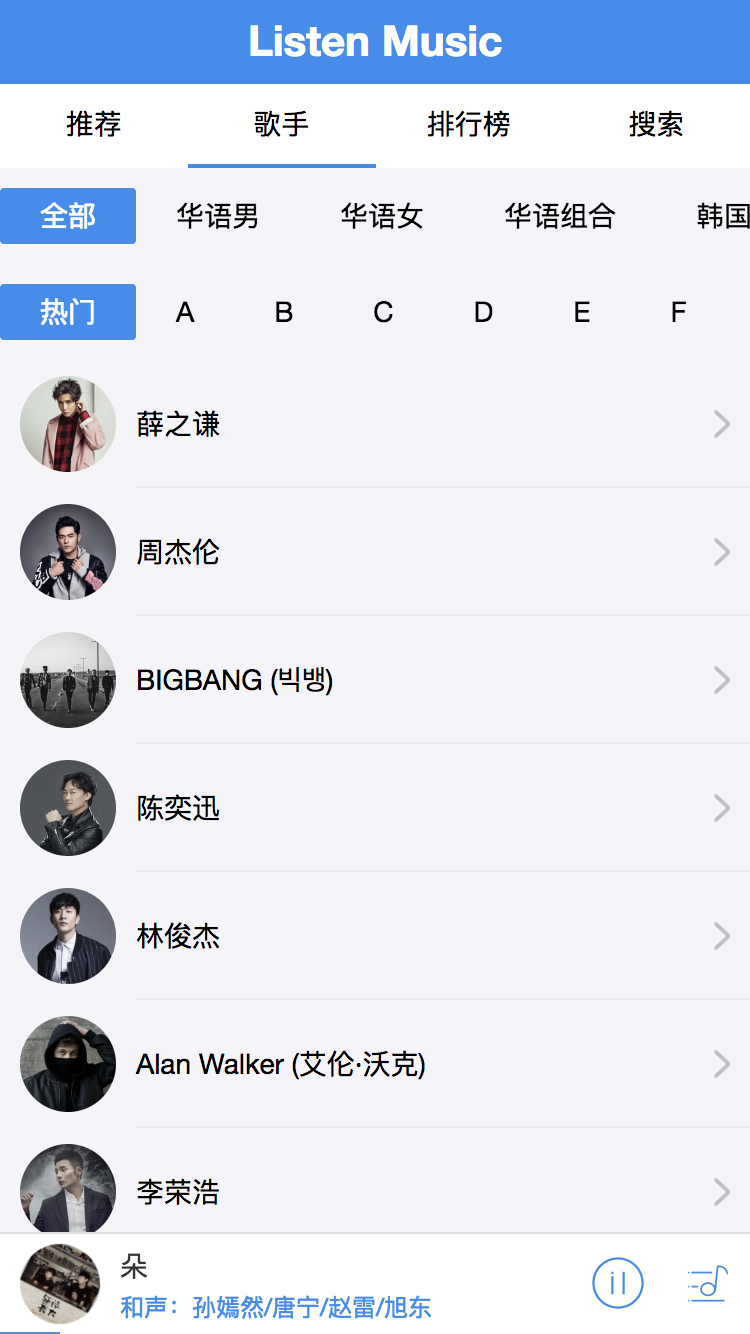 Listen Music
推荐 歌手 排行榜 搜索
全部 华语男 华语女 华语组合 韩国
热门 A B C D E F
薛之谦
周杰伦
BIGBANG (빅뱅)
陈奕迅
林俊杰
Alan Walker (艾伦·沃克)
李荣浩
朵
和声：孙嫣然/唐宁/赵雷/旭东